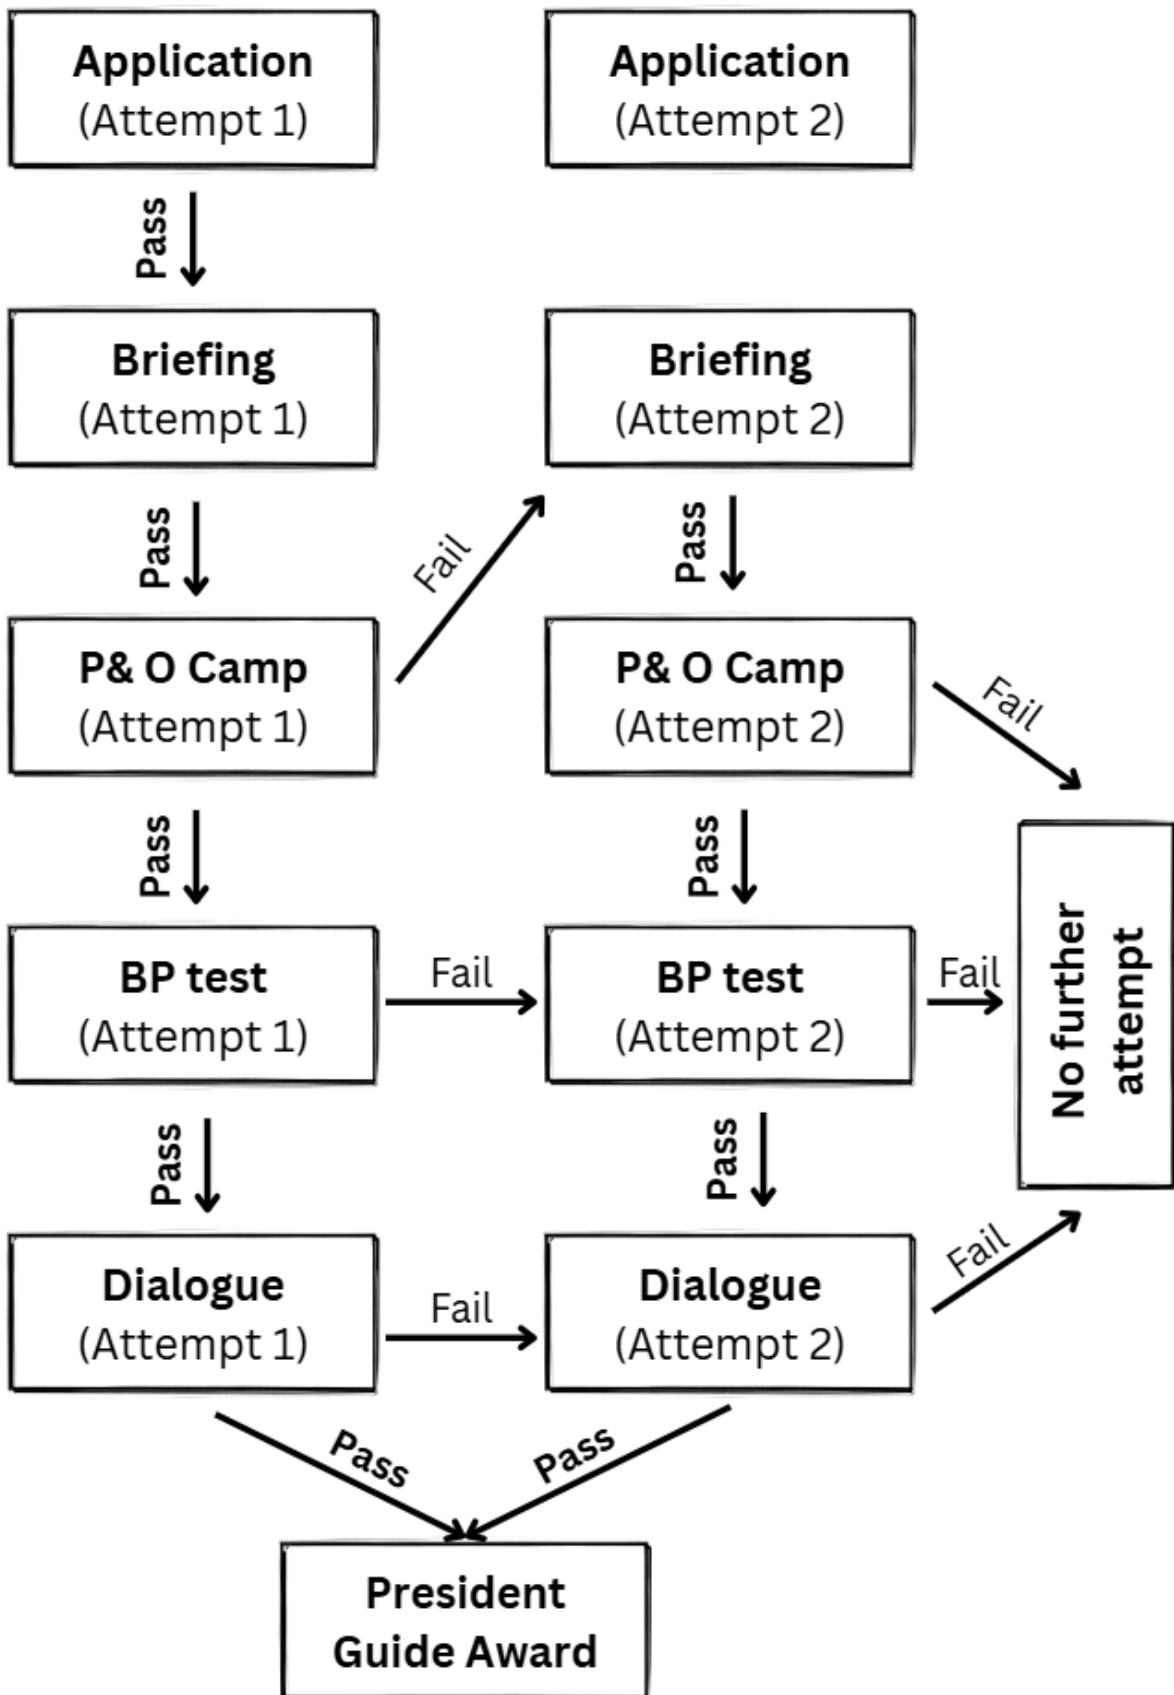 Application
(Attempt 1)
Application
(Attempt 2)
Pass
Briefing
(Attempt 1)
Briefing
(Attempt 2)
Pass
Fail
Pass
P& O Camp
(Attempt 1)
P& O Camp
(Attempt 2)
Fail
Pass
Pass
BP test
(Attempt 1)
Fail
BP test
(Attempt 2)
Fail
No further
attempt
Pass
Pass
Dialogue
(Attempt 1)
Fail
Dialogue
(Attempt 2)
Fail
Pass
Pass
President
Guide Award